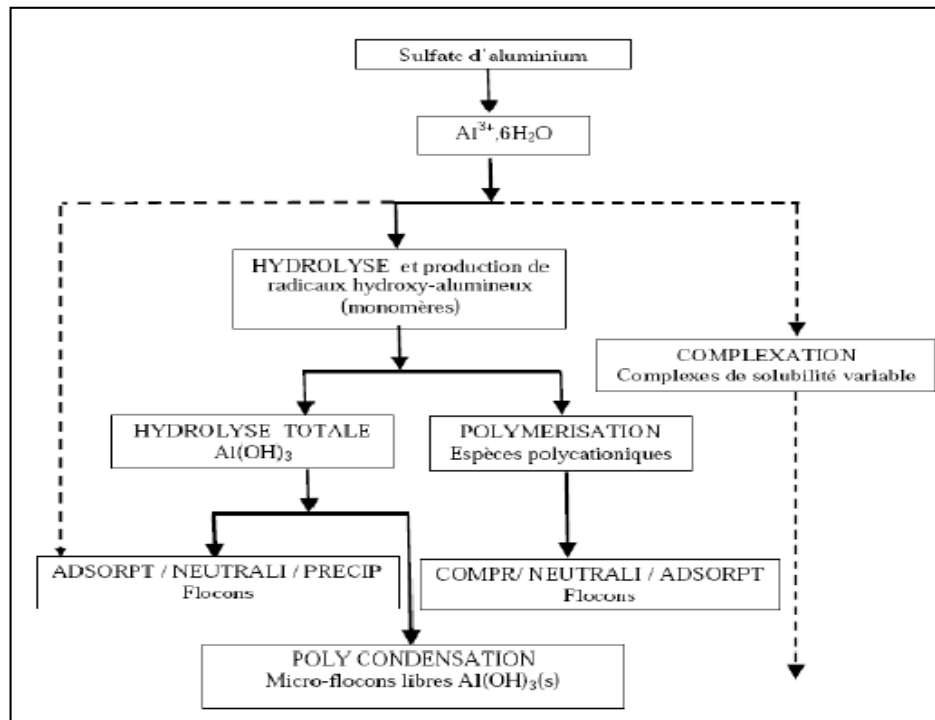 Sulfate d'aluminium
Al³⁺,6H₂O
HYDROLYSE et production de
radicaux hydroxy-alumineux
(monomères)
COMPLEXATION
Complexes de solubilité variable
HYDROLYSE TOTALE
Al(OH)₃
POLYMERISATION
Espèces polycationiques
ADSORPT / NEUTRALI / PRECIP
Flocons
COMPR/ NEUTRALI / ADSORPT
Flocons
POLY CONDENSATION
Micro-flocons libres Al(OH)₃(s)